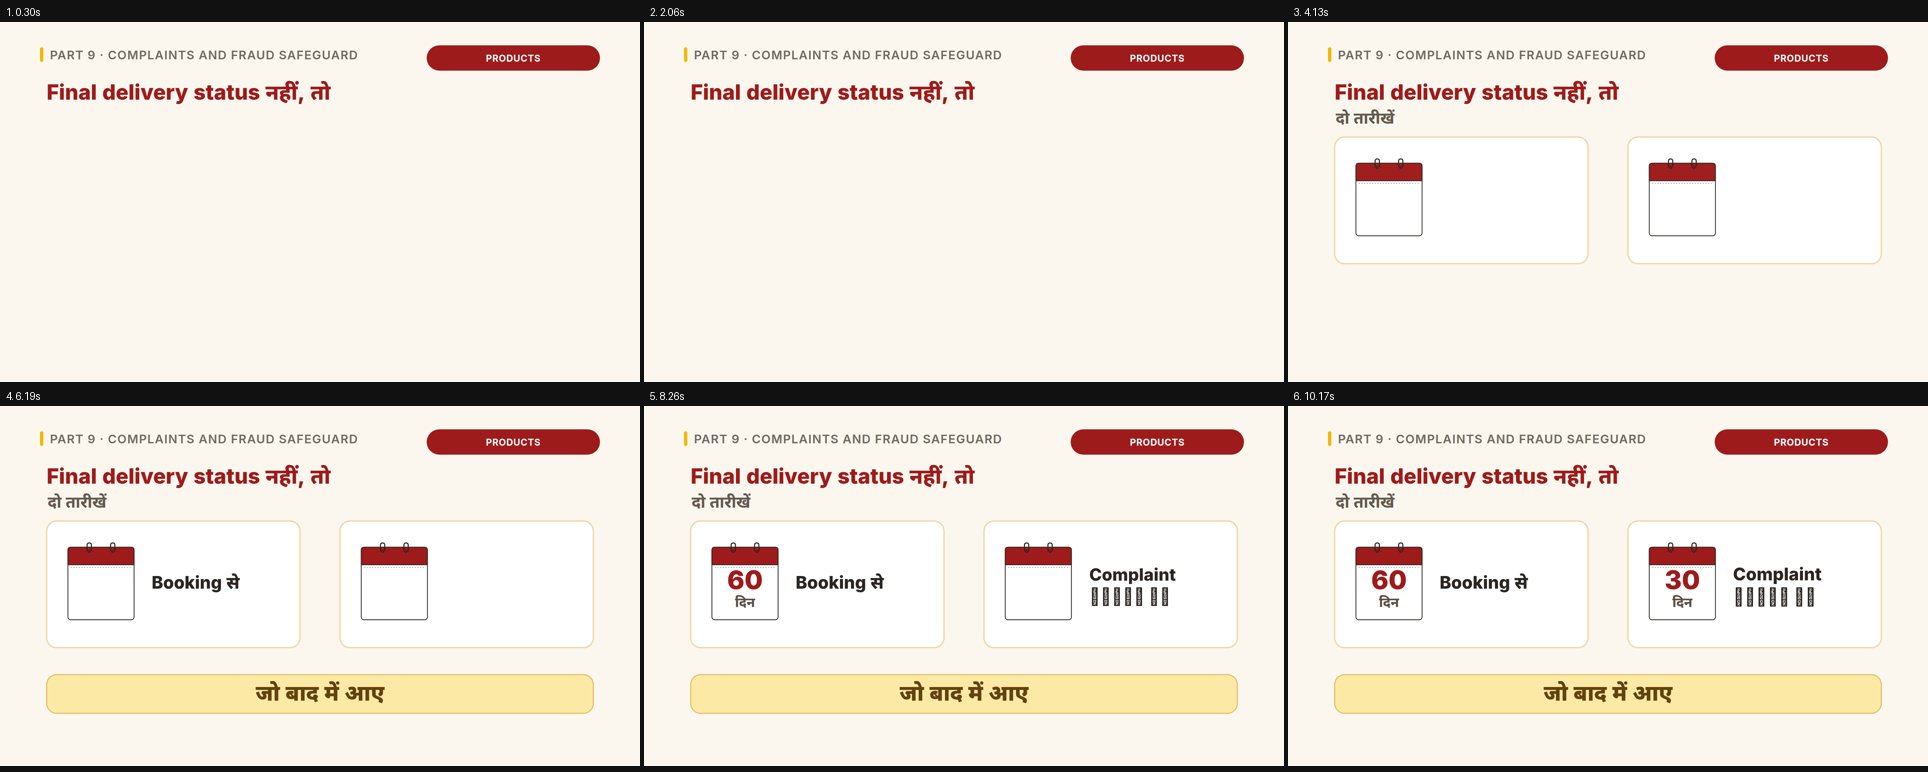 1. 0.30s
PART 9 · COMPLAINTS AND FRAUD SAFEGUARD
PRODUCTS
Final delivery status नहीं, तो
2. 2.06s
PART 9 · COMPLAINTS AND FRAUD SAFEGUARD
PRODUCTS
Final delivery status नहीं, तो
3. 4.13s
PART 9 · COMPLAINTS AND FRAUD SAFEGUARD
PRODUCTS
Final delivery status नहीं, तो
दो तारीखें
4. 6.19s
PART 9 · COMPLAINTS AND FRAUD SAFEGUARD
PRODUCTS
Final delivery status नहीं, तो
दो तारीखें
Booking से
जो बाद में आए
5. 8.26s
PART 9 · COMPLAINTS AND FRAUD SAFEGUARD
PRODUCTS
Final delivery status नहीं, तो
दो तारीखें
60
दिन
Booking से
Complaint
जो बाद में आए
6. 10.17s
PART 9 · COMPLAINTS AND FRAUD SAFEGUARD
PRODUCTS
Final delivery status नहीं, तो
दो तारीखें
60
दिन
Booking से
30
दिन
Complaint
जो बाद में आए